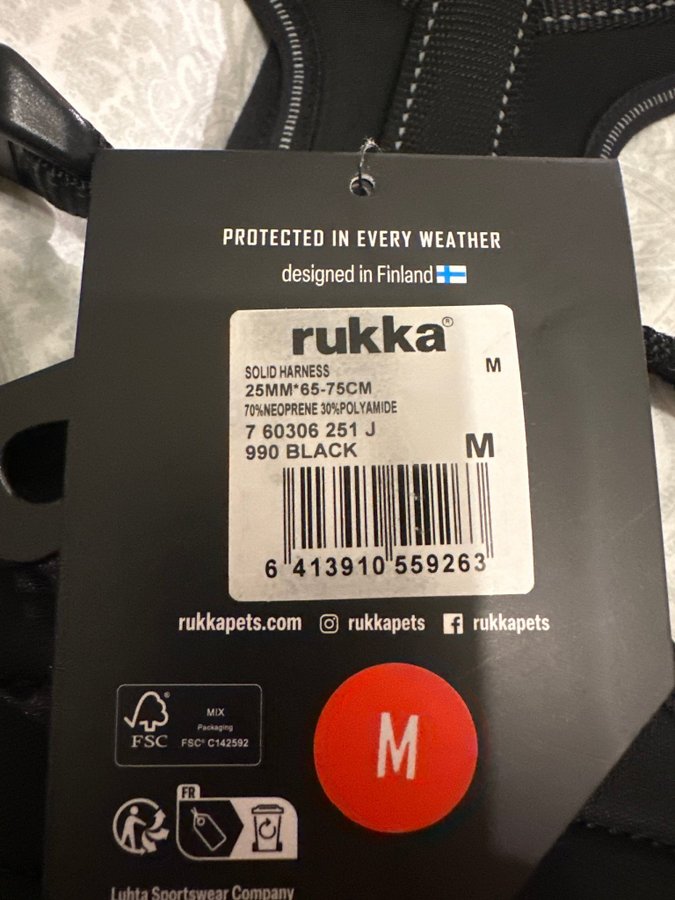 PROTECTED IN EVERY WEATHER
designed in Finland
rukka®
SOLID HARNESS M
25MM*65-75CM
70%NEOPRENE 30%POLYAMIDE
7 60306 251 J
990 BLACK M
6 413910 559263
rukkapets.com rukkapets rukkapets
MIX
Packaging
FSC® C142592
FSC
M
FR
Luhta Sportswear Company